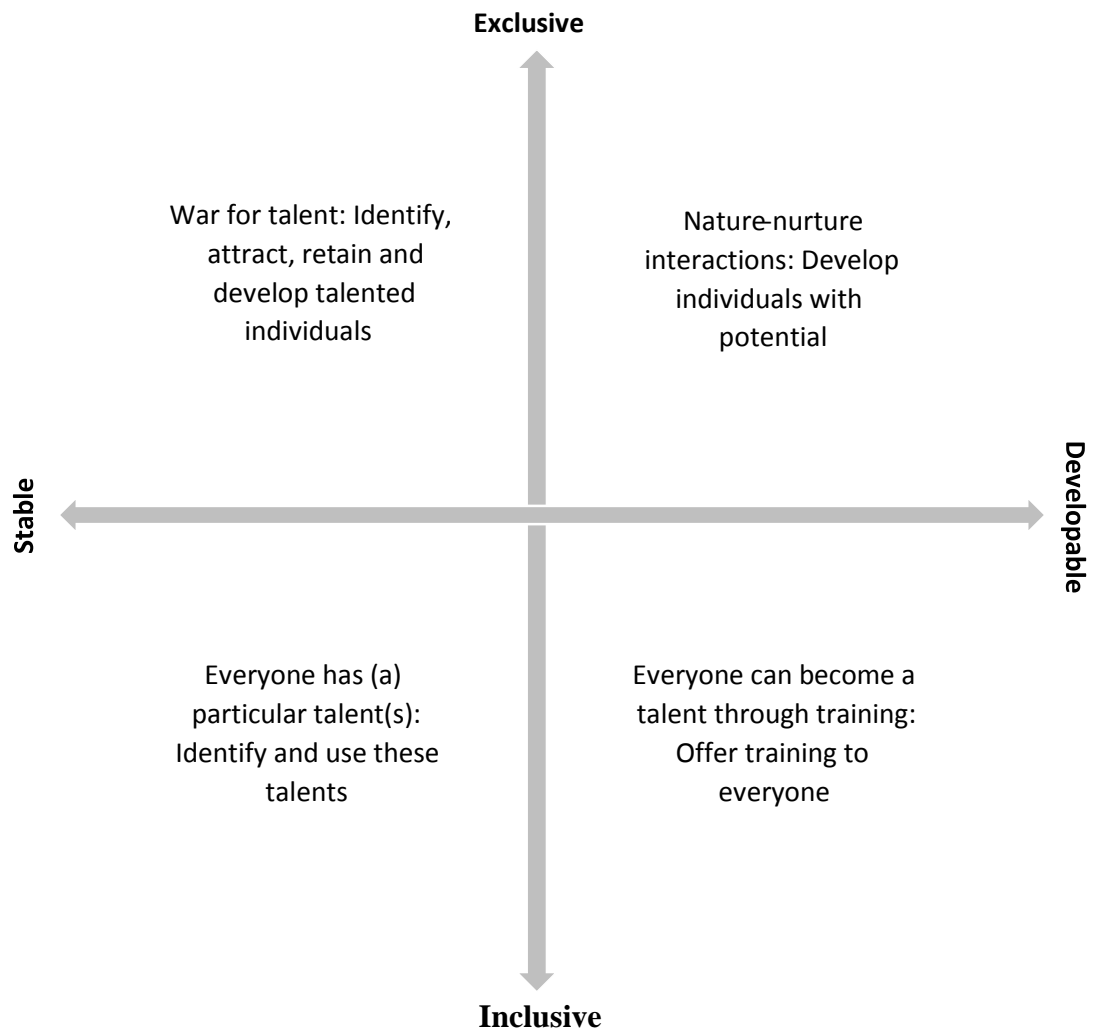 Exclusive
War for talent: Identify,
attract, retain and
develop talented
individuals
Nature-nurture
interactions: Develop
individuals with
potential
Stable
Developable
Everyone has (a)
particular talent(s):
Identify and use these
talents
Everyone can become a
talent through training:
Offer training to
everyone
Inclusive